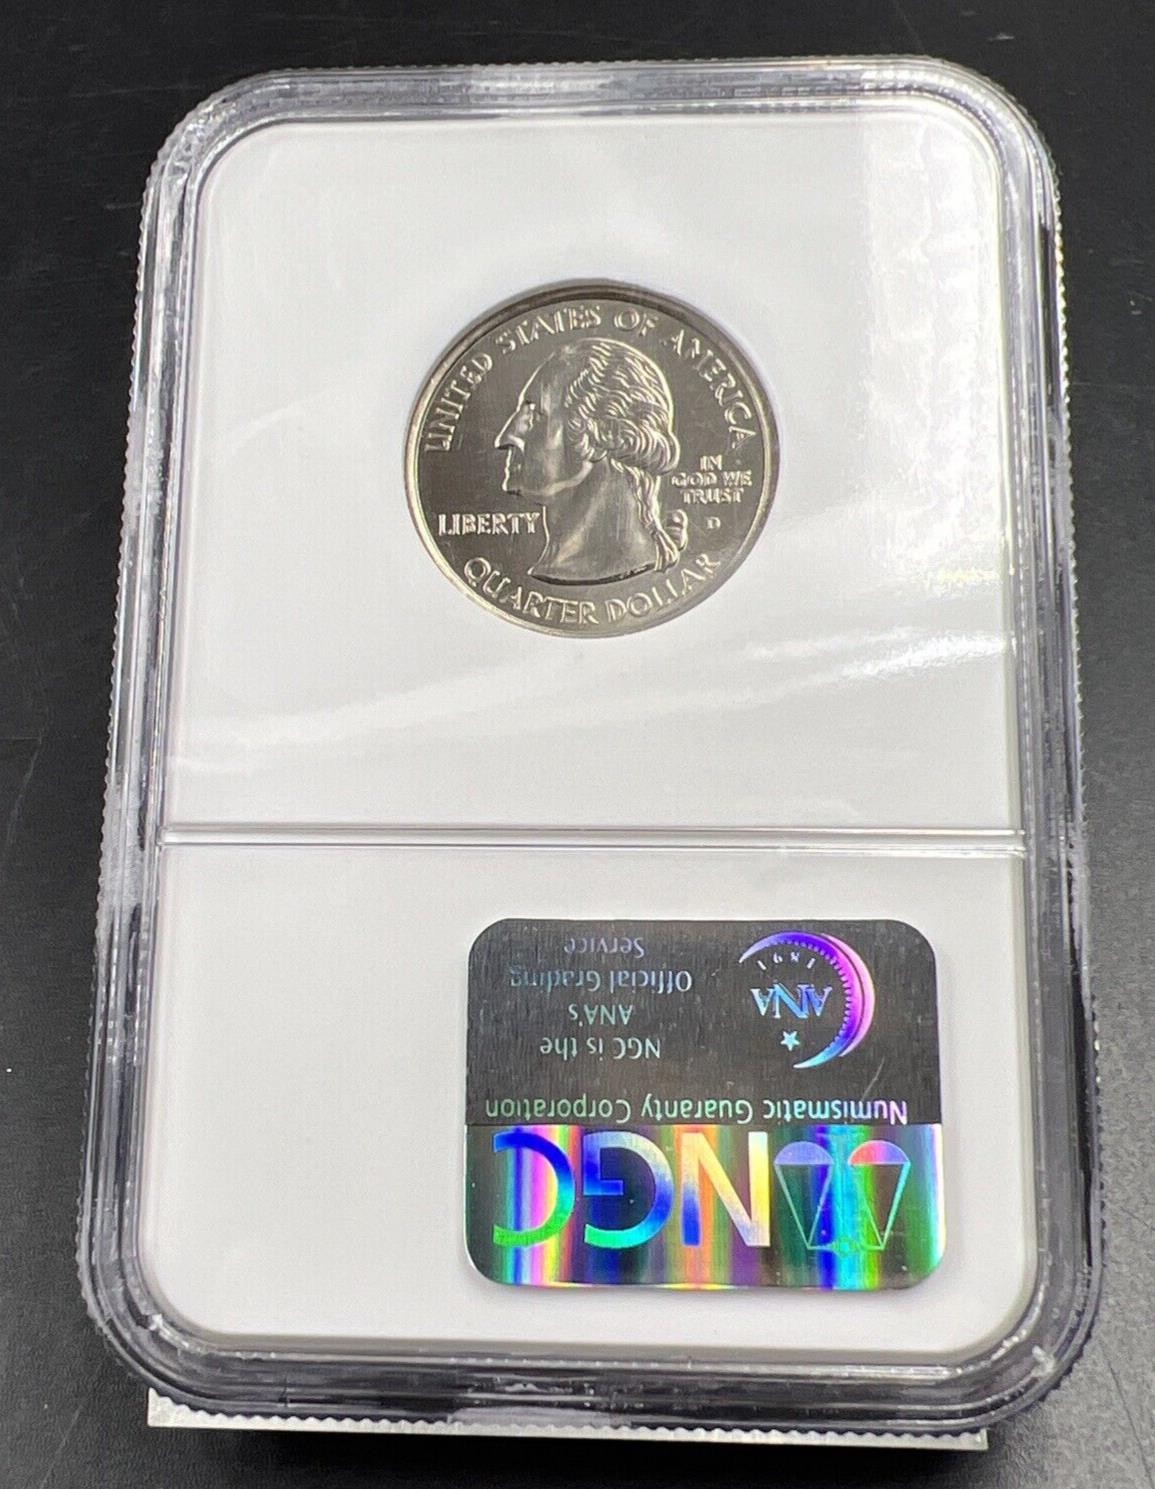 UNITED STATES OF AMERICA
IN
GOD WE
TRUST
LIBERTY
D
QUARTER DOLLAR
NGC
Numismatic Guaranty Corporation
NGC is the
ANA's
Official Grading
Service
ANA
1891